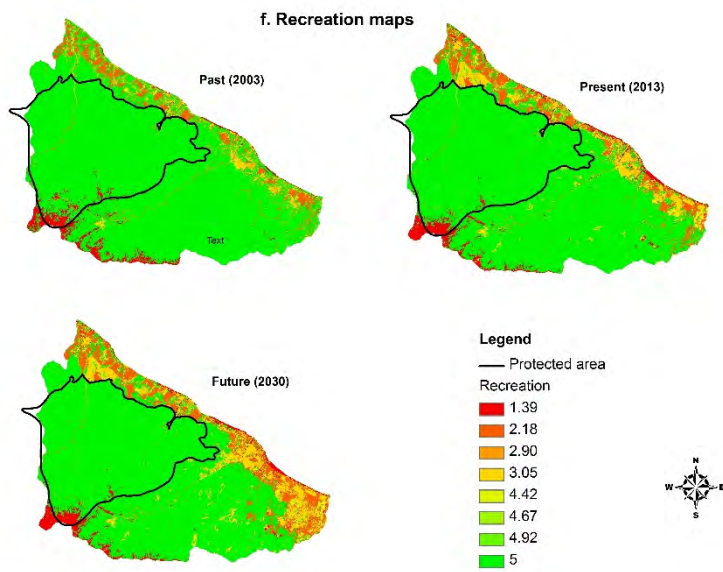 f. Recreation maps
Past (2003)
Present (2013)
Text
Future (2030)
Legend
Protected area
Recreation
1.39
2.18
2.90
3.05
4.42
4.67
4.92
5
N
W E
S